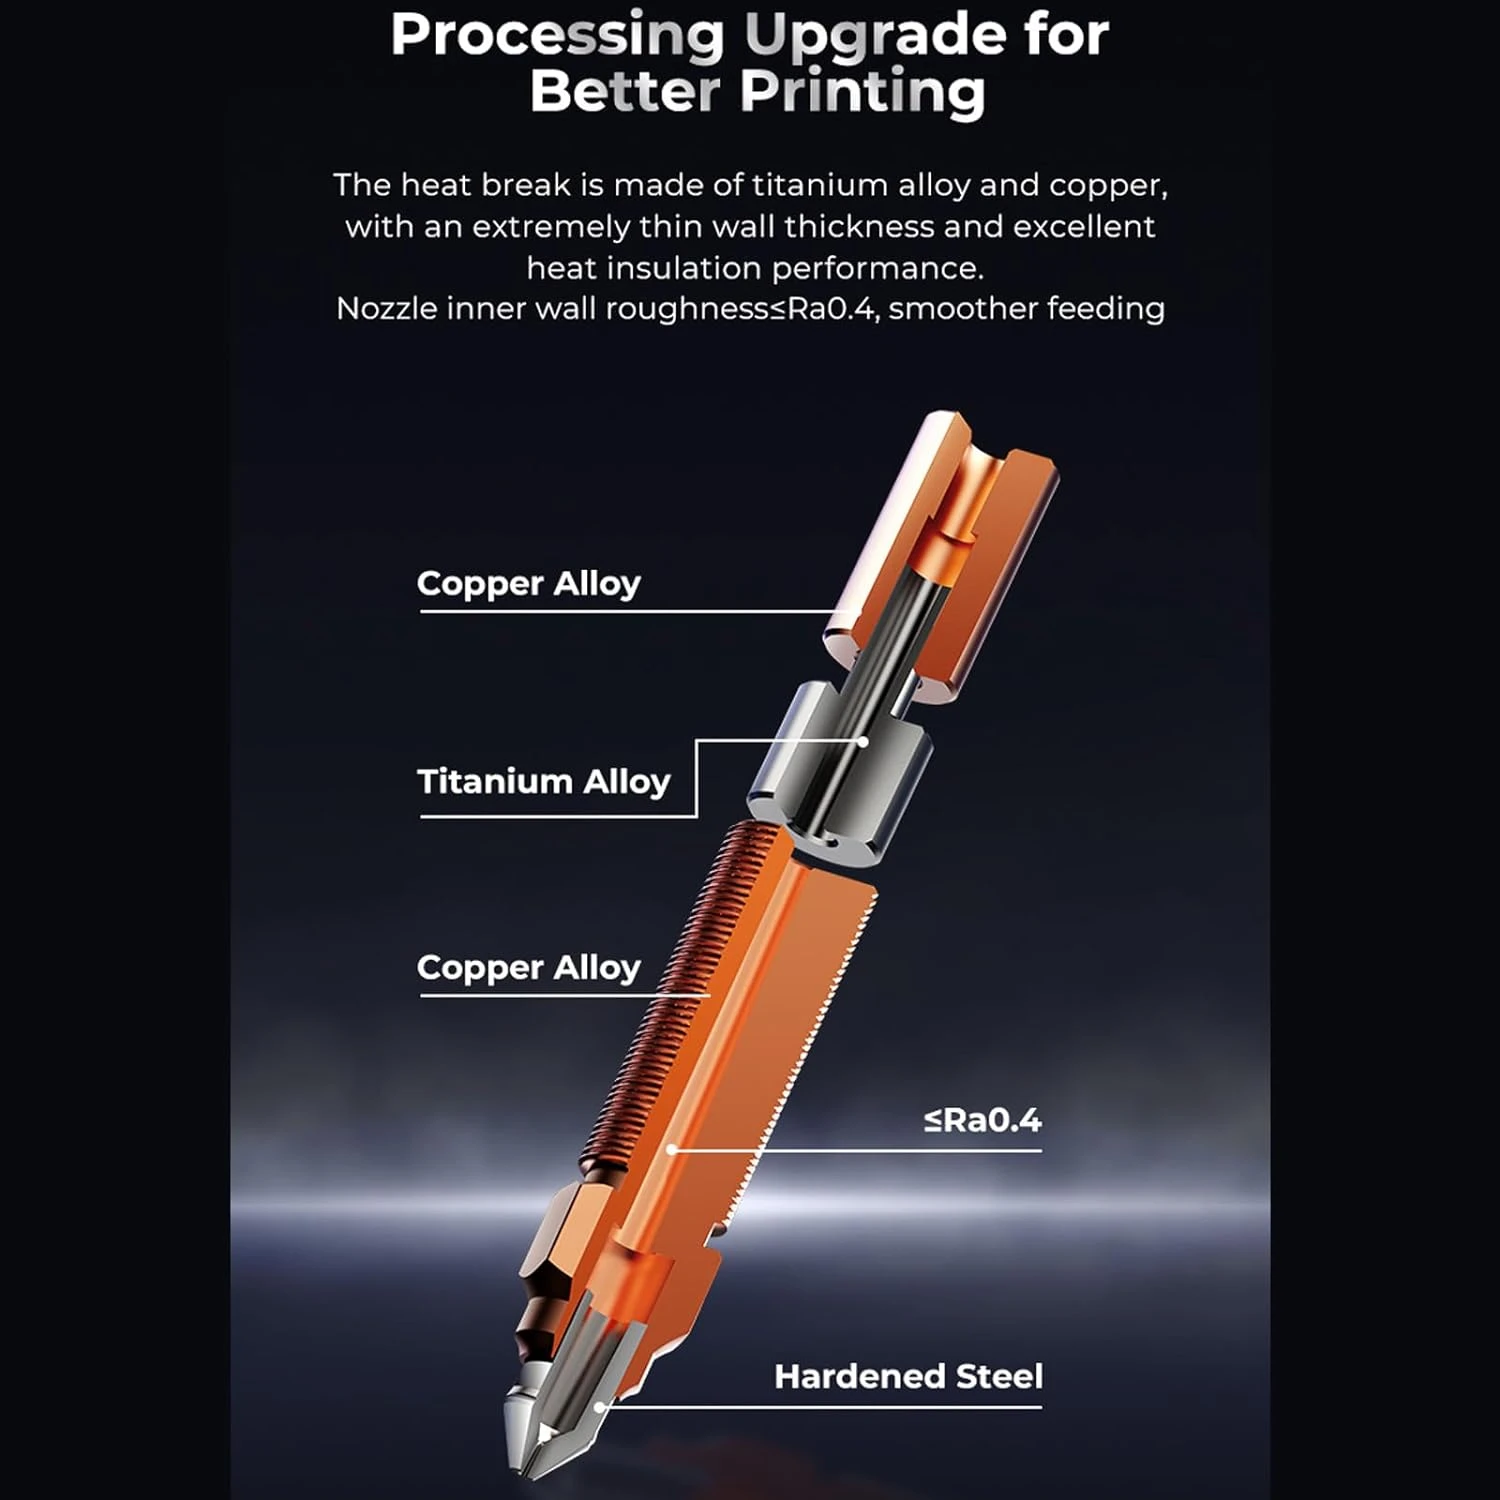 Processing Upgrade for
Better Printing
The heat break is made of titanium alloy and copper,
with an extremely thin wall thickness and excellent
heat insulation performance.
Nozzle inner wall roughness≤Ra0.4, smoother feeding
Copper Alloy
Titanium Alloy
Copper Alloy
≤Ra0.4
Hardened Steel